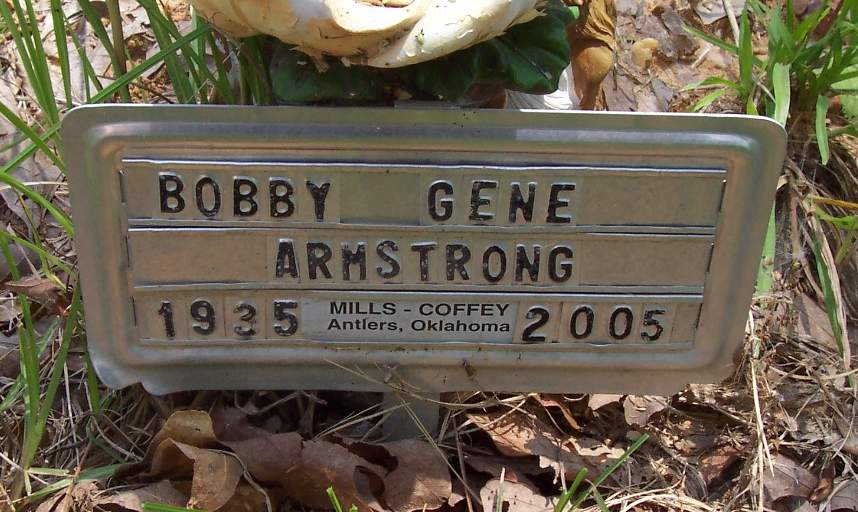 BOBBY GENE
ARMSTRONG
1935 MILLS - COFFEY 2005
Antlers, Oklahoma